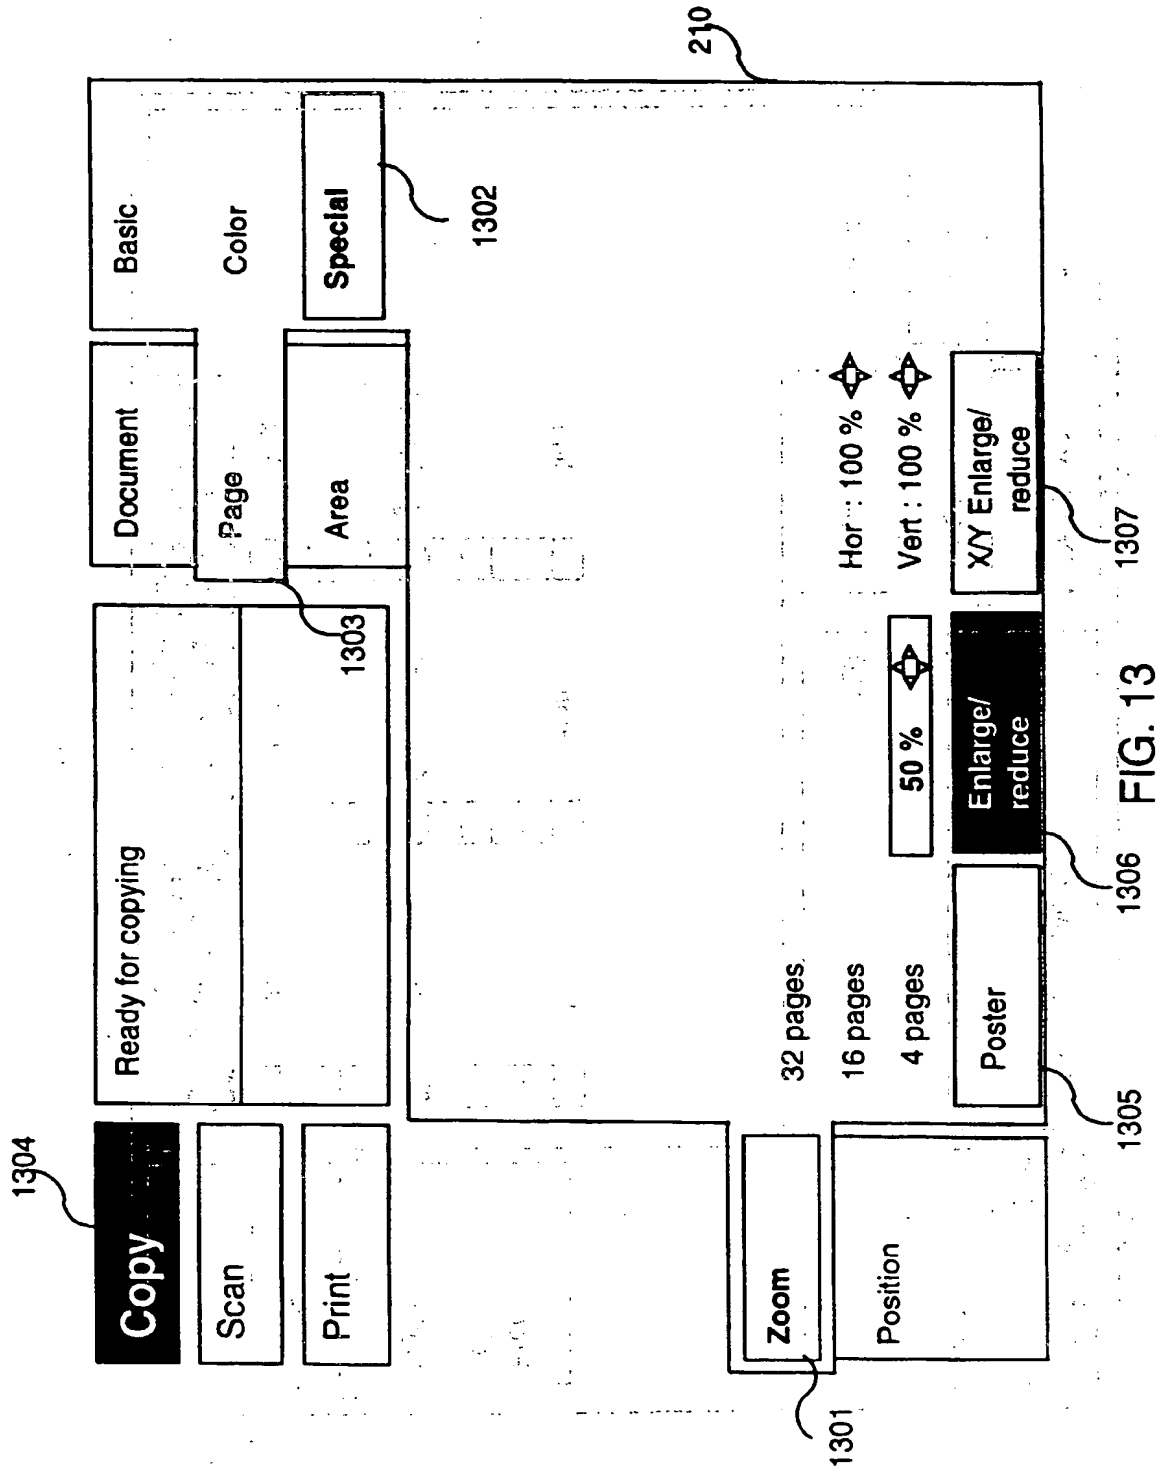 1304
210
Copy
Ready for copying
Document
Basic
Scan
Page
Color
Print
1303
Area
Special
1302
Zoom
1301
Position
32 pages
16 pages
4 pages
50 %
Hor : 100 %
Vert : 100 %
Poster
Enlarge/
reduce
X/Y Enlarge/
reduce
1305
1306
1307
FIG. 13